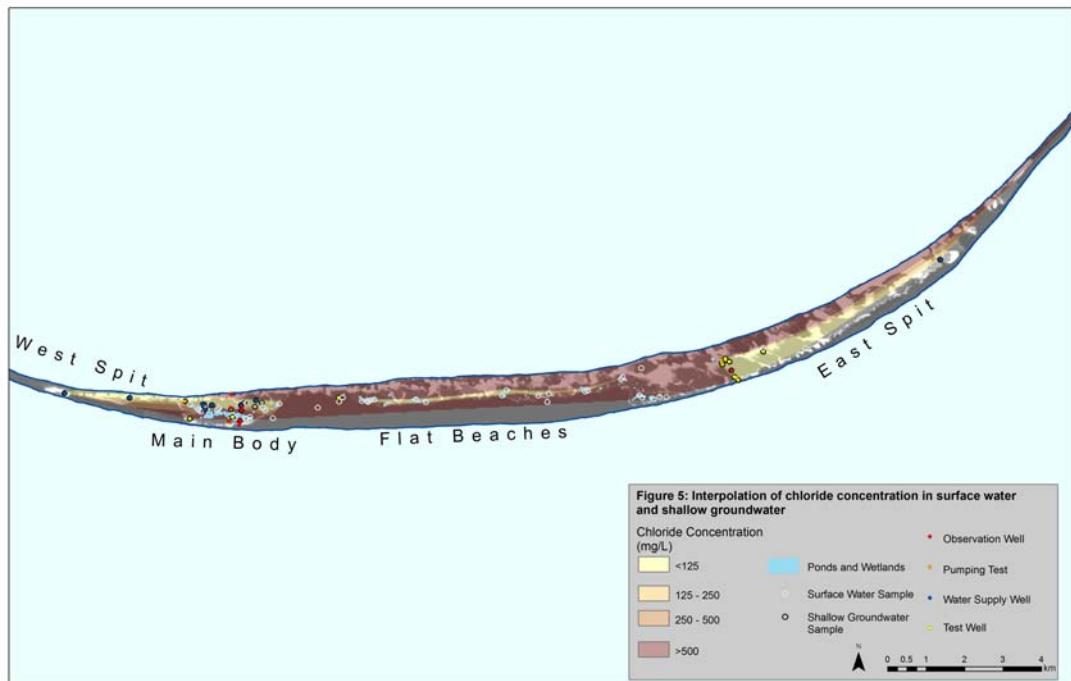 West Spit
Main Body
Flat Beaches
East Spit
Figure 5: Interpolation of chloride concentration in surface water
and shallow groundwater
Chloride Concentration
(mg/L)
<125
125 - 250
250 - 500
>500
Ponds and Wetlands
Surface Water Sample
Shallow Groundwater
Sample
Observation Well
Pumping Test
Water Supply Well
Test Well
N
0 0.5 1 2 3 4
km